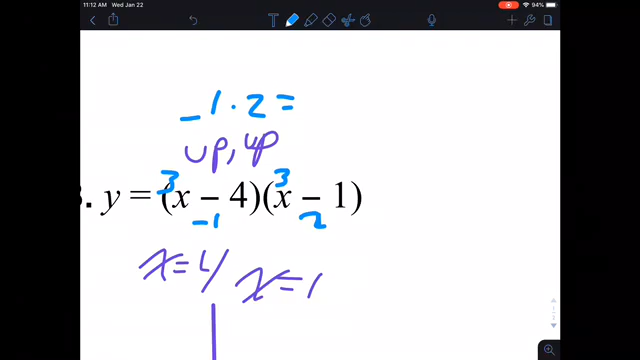 11:12 AM Wed Jan 22 94%
-1 · 2 =
up, up
3 3
3. y = (x − 4)(x − 1)
-1 2
x=4 x=1